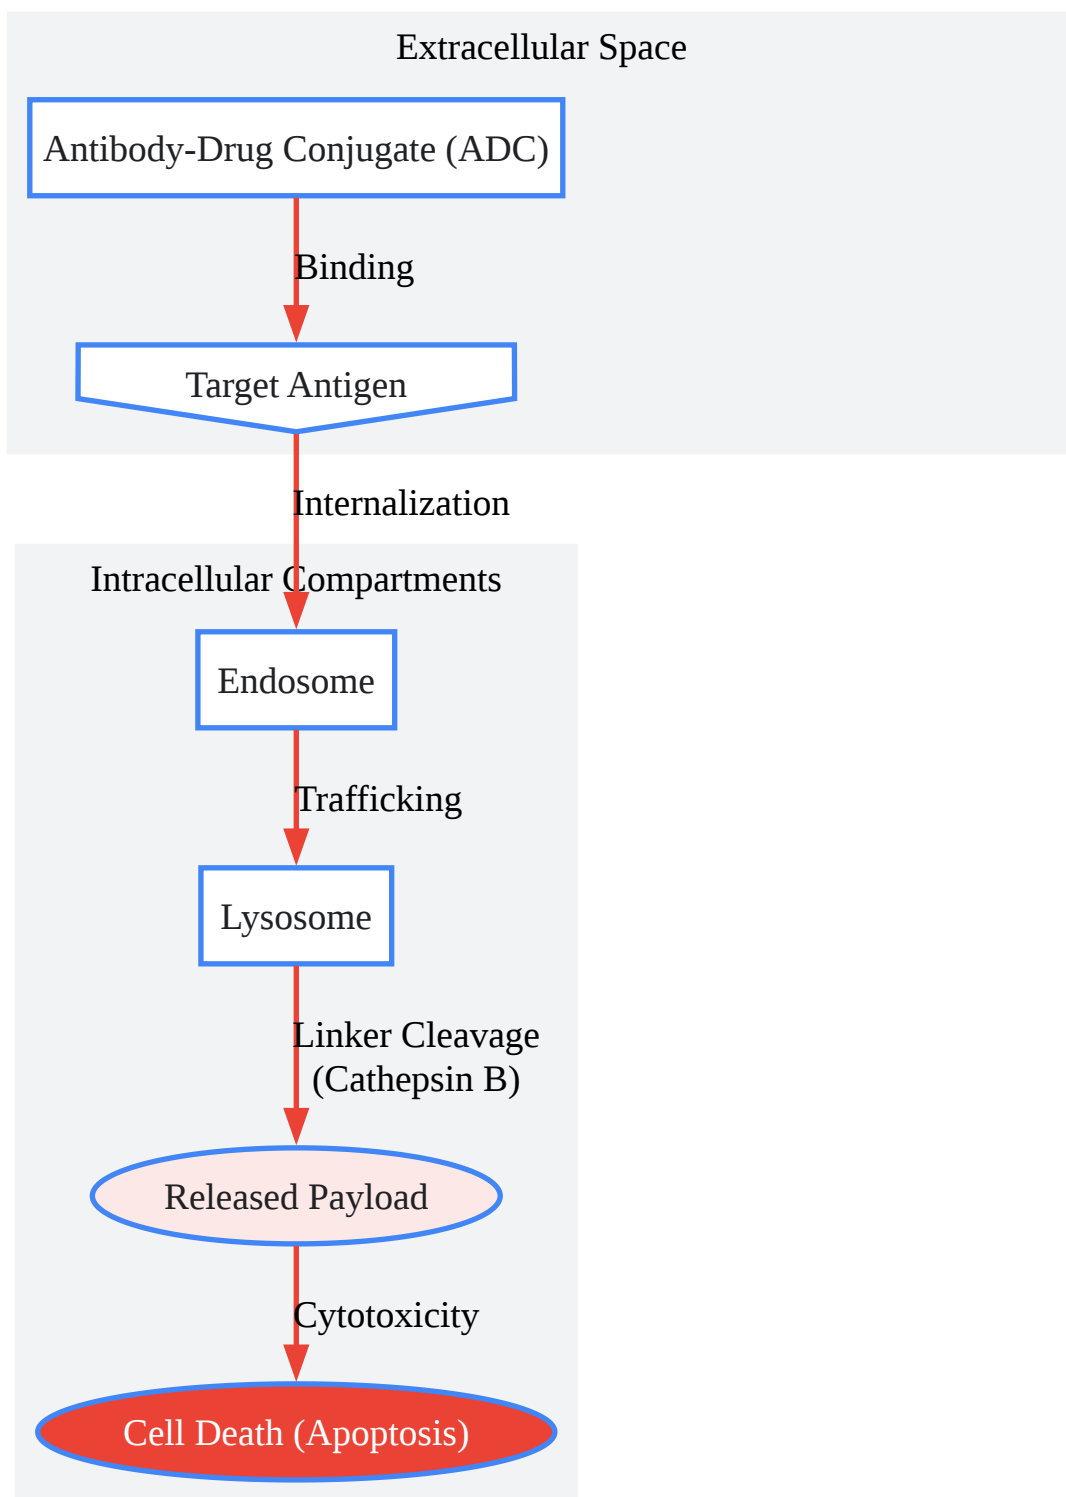 Extracellular Space
Antibody-Drug Conjugate (ADC)
Binding
Target Antigen
Internalization
Intracellular Compartments
Endosome
Trafficking
Lysosome
Linker Cleavage
(Cathepsin B)
Released Payload
Cytotoxicity
Cell Death (Apoptosis)